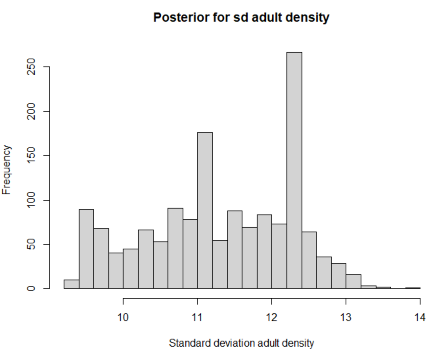 Posterior for sd adult density
Frequency
250
200
150
100
50
0
10 11 12 13 14
Standard deviation adult density